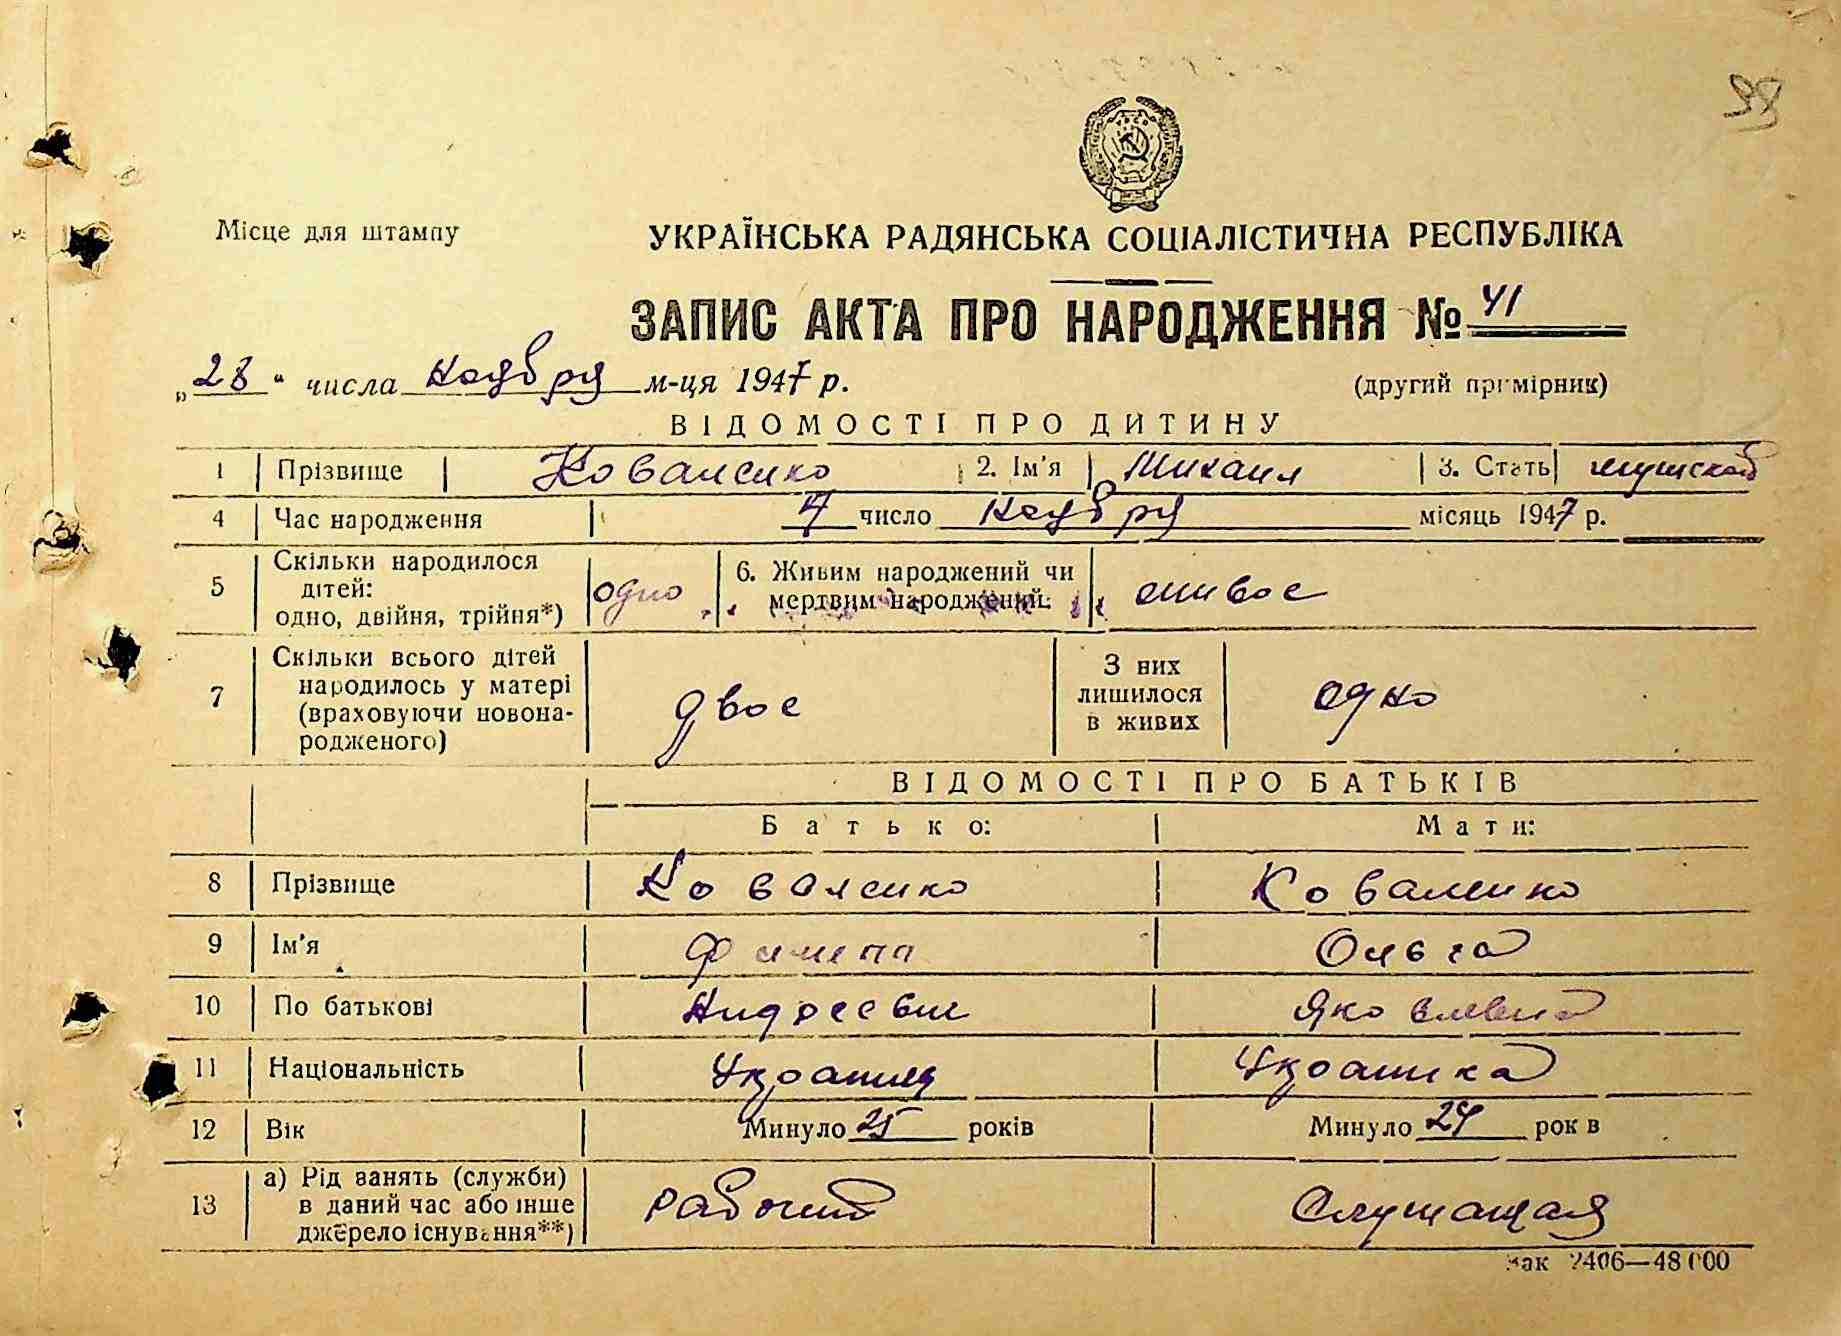 98
Місце для штампу
УКРАЇНСЬКА РАДЯНСЬКА СОЦІАЛІСТИЧНА РЕСПУБЛІКА
ЗАПИС АКТА ПРО НАРОДЖЕННЯ № 41
„28" числа ноября м-ця 1947 р.
(другий примірник)
ВІДОМОСТІ ПРО ДИТИНУ
1 Прізвище Коваленко 2. Ім'я Михаил 3. Стать мужской
4 Час народження 7 число ноября місяць 1947 р.
5 Скільки народилося дітей: одно, двійня, трійня*) одно 6. Живим народжений чи мертвим народжений: живое
7 Скільки всього дітей народилось у матері (враховуючи новонародженого) двое З них лишилося в живих одно
ВІДОМОСТІ ПРО БАТЬКІВ
Батько: Мати:
8 Прізвище Коваленко Коваленко
9 Ім'я Филипп Ольга
10 По батькові Андреевич Яковлевна
11 Національність Украинец Украинка
12 Вік Минуло 25 років Минуло 24 рок в
13 а) Рід занять (служби) в даний час або інше джерело існування**) рабочий Служащая
зак 2406—48000